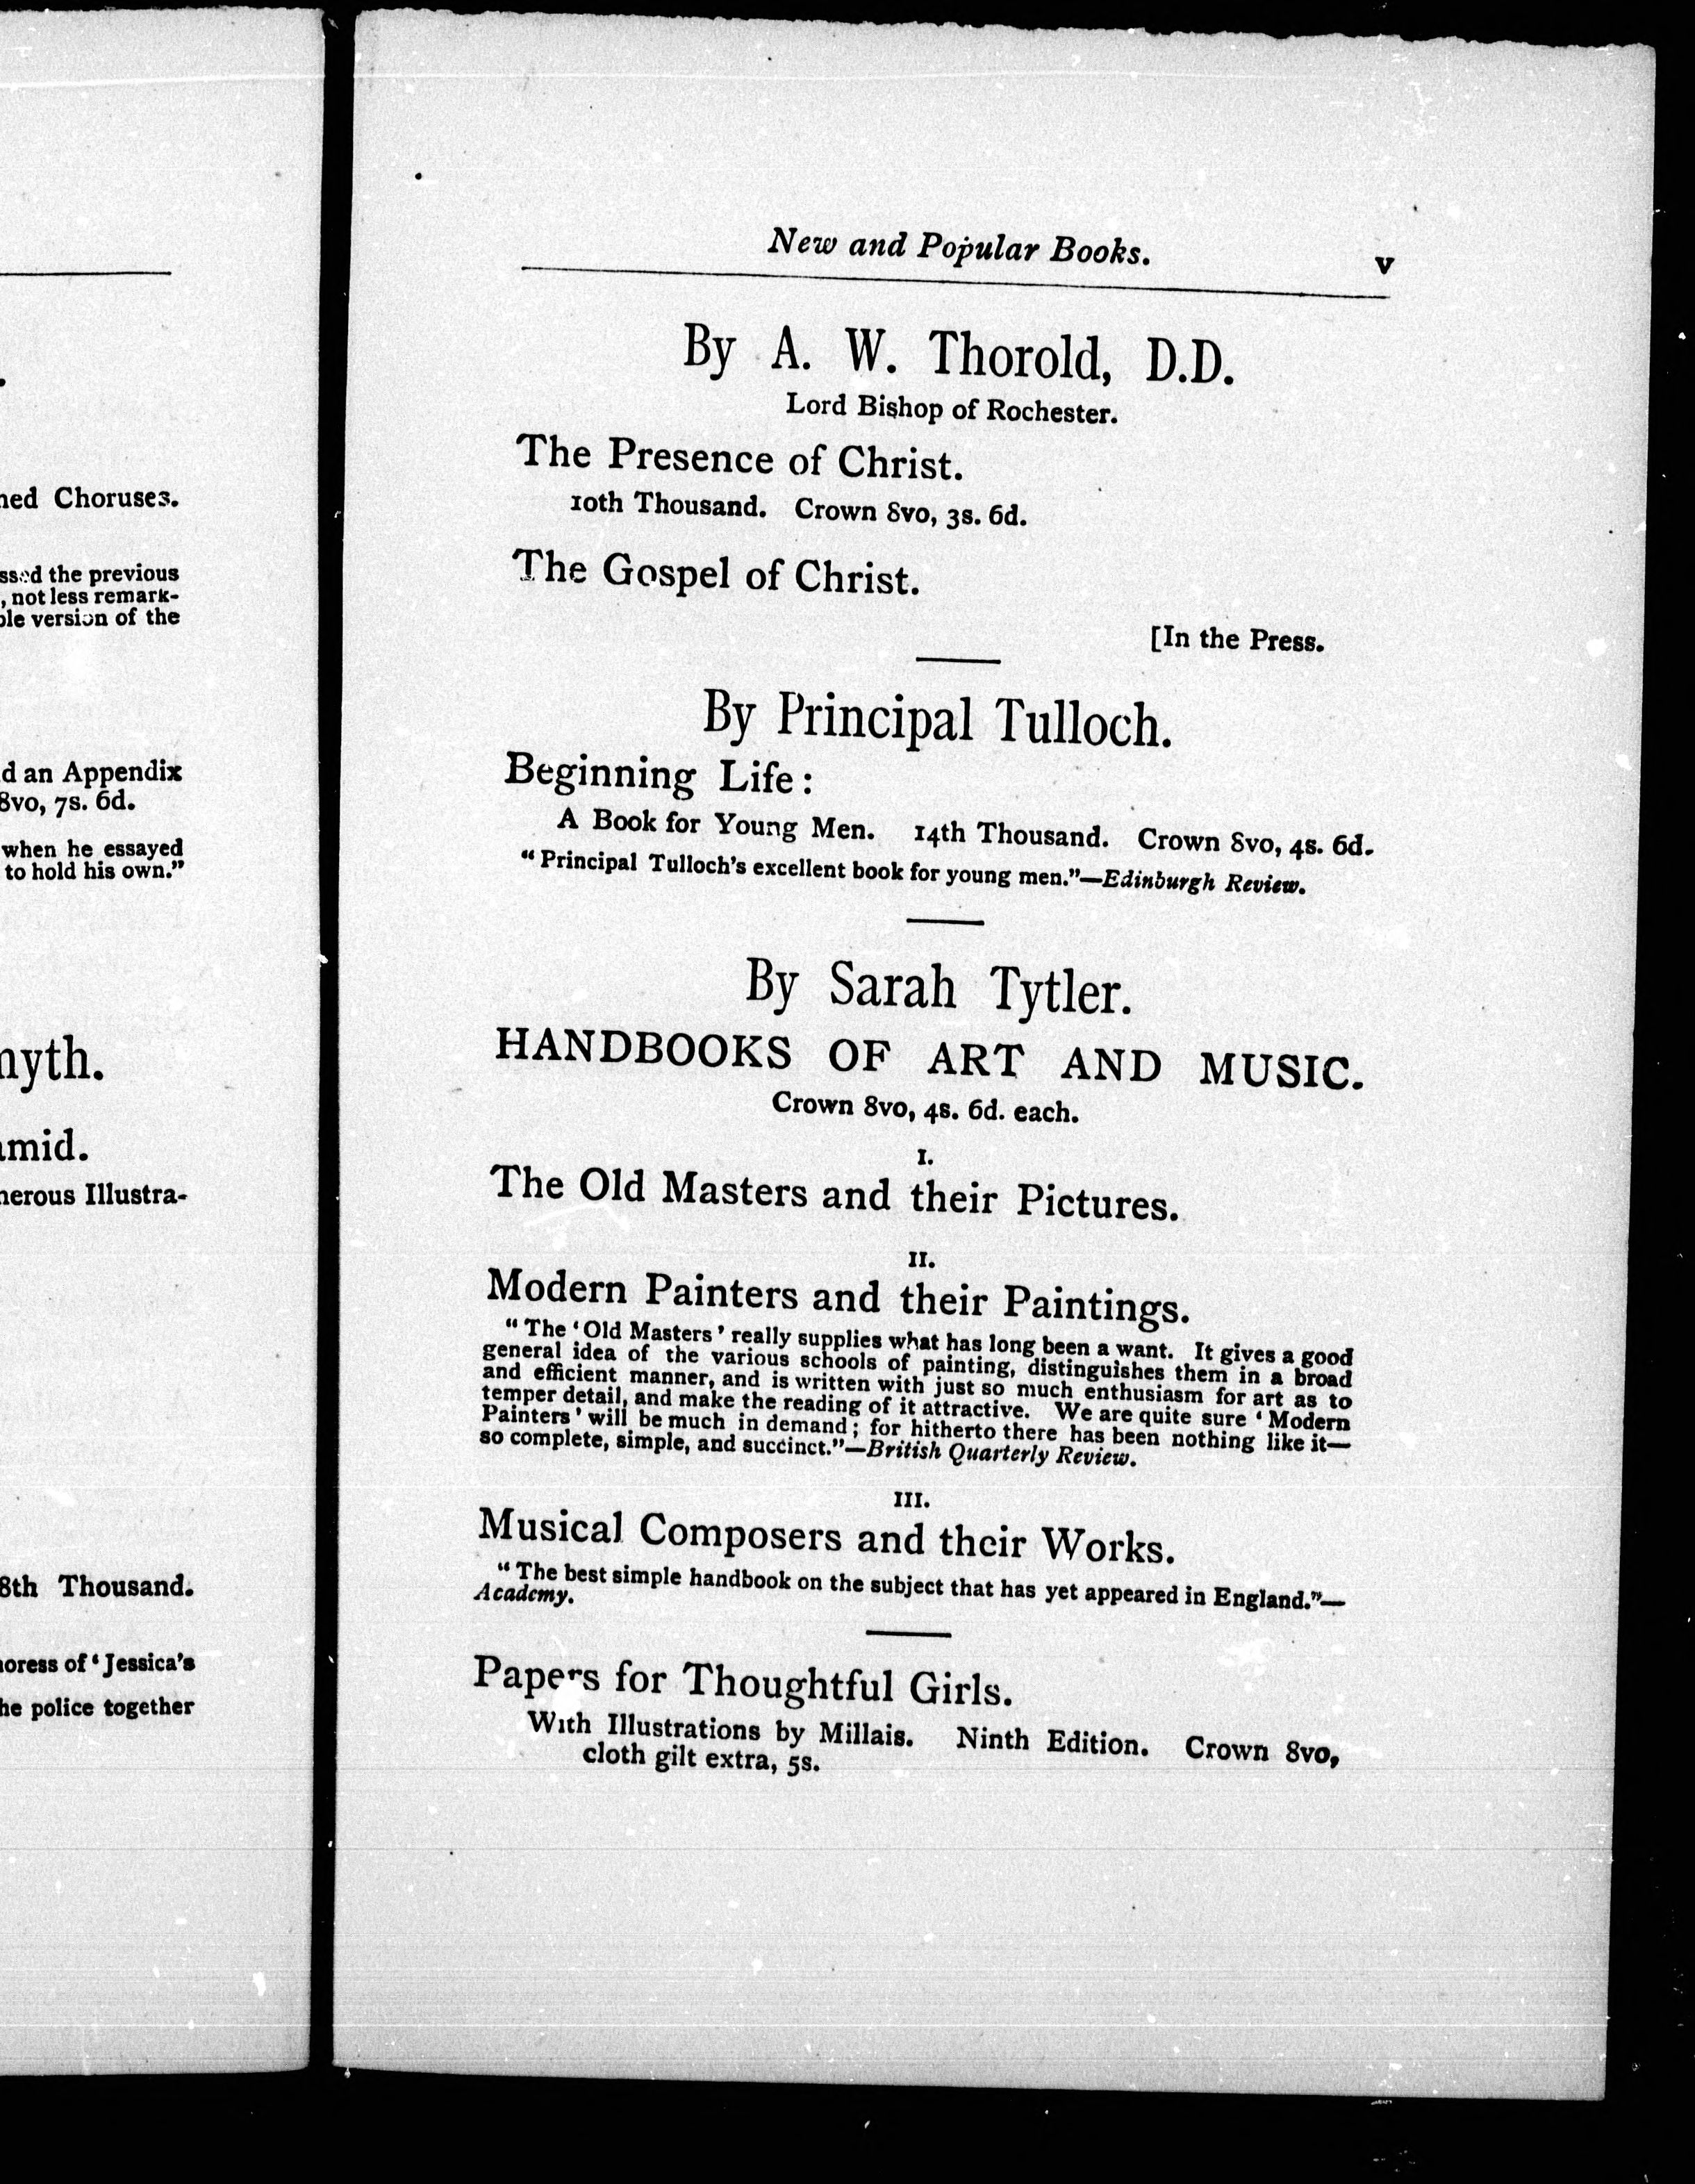 ned Choruses.
the previous
, not less remark-
version of the
d an Appendix
8vo, 7s. 6d.
when he essayed
to hold his own."
myth.
amid.
nerous Illustra-
8th Thousand.
horess of 'Jessica's
he police together
New and Popular Books. v
By A. W. Thorold, D.D.
Lord Bishop of Rochester.
The Presence of Christ.
10th Thousand. Crown 8vo, 3s. 6d.
The Gospel of Christ.
[In the Press.
By Principal Tulloch.
Beginning Life:
A Book for Young Men. 14th Thousand. Crown 8vo, 4s. 6d.
"Principal Tulloch's excellent book for young men."—Edinburgh Review.
By Sarah Tytler.
HANDBOOKS OF ART AND MUSIC.
Crown 8vo, 4s. 6d. each.
I.
The Old Masters and their Pictures.
II.
Modern Painters and their Paintings.
"The 'Old Masters' really supplies what has long been a want. It gives a good
general idea of the various schools of painting, distinguishes them in a broad
and efficient manner, and is written with just so much enthusiasm for art as to
temper detail, and make the reading of it attractive. We are quite sure 'Modern
Painters' will be much in demand; for hitherto there has been nothing like it—
so complete, simple, and succinct."—British Quarterly Review.
III.
Musical Composers and their Works.
"The best simple handbook on the subject that has yet appeared in England."—
Academy.
Papers for Thoughtful Girls.
With Illustrations by Millais. Ninth Edition. Crown 8vo,
cloth gilt extra, 5s.